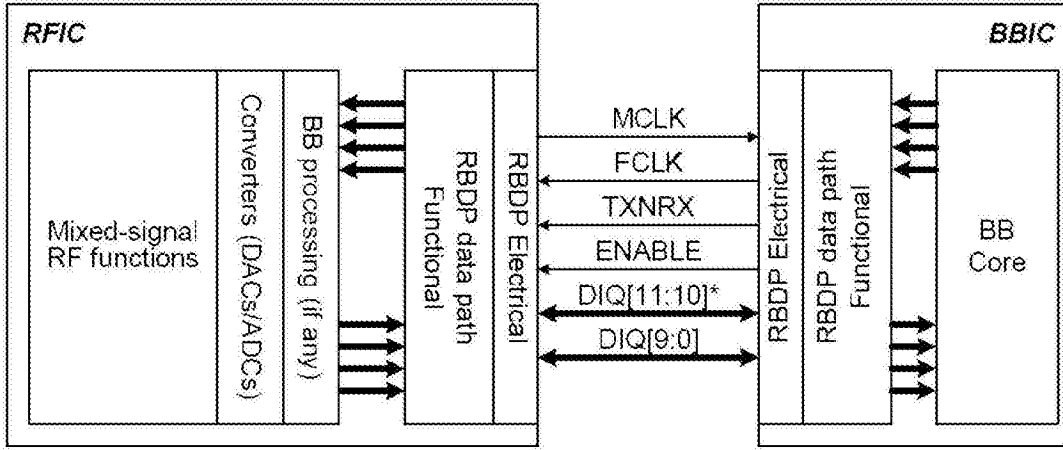 RFIC
BBIC
Mixed-signal
RF functions
Converters (DACs/ADCs)
BB processing (if any)
RBDP data path
Functional
RBDP Electrical
MCLK
FCLK
TXNRX
ENABLE
DIQ[11:10]*
DIQ[9:0]
RBDP Electrical
RBDP data path
Functional
BB
Core